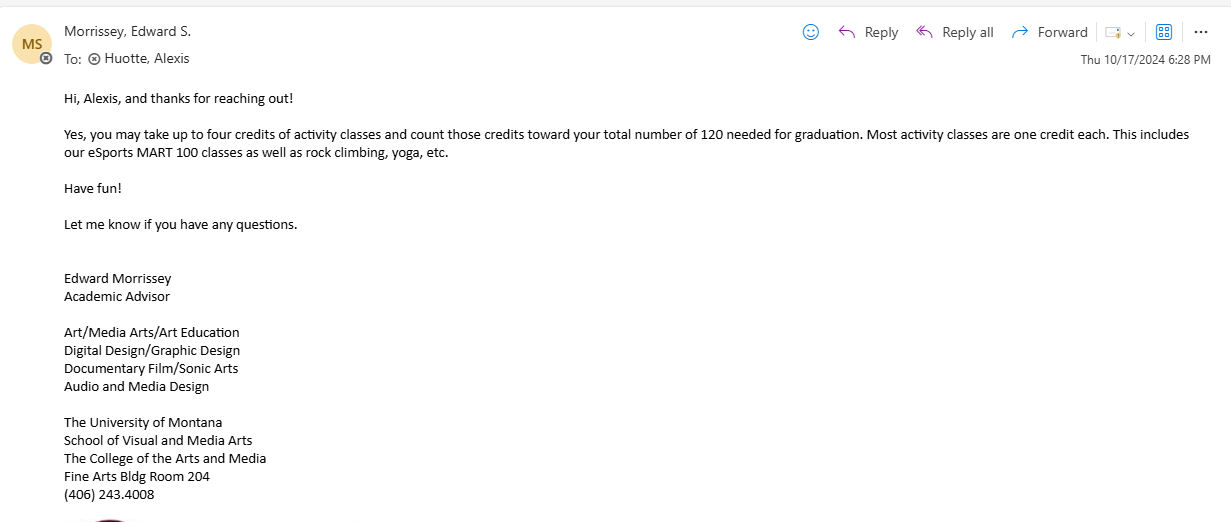 Morrissey, Edward S.
Reply
Reply all
Forward
MS
To: Huotte, Alexis
Thu 10/17/2024 6:28 PM
Hi, Alexis, and thanks for reaching out!
Yes, you may take up to four credits of activity classes and count those credits toward your total number of 120 needed for graduation. Most activity classes are one credit each. This includes
our eSports MART 100 classes as well as rock climbing, yoga, etc.
Have fun!
Let me know if you have any questions.
Edward Morrissey
Academic Advisor
Art/Media Arts/Art Education
Digital Design/Graphic Design
Documentary Film/Sonic Arts
Audio and Media Design
The University of Montana
School of Visual and Media Arts
The College of the Arts and Media
Fine Arts Bldg Room 204
(406) 243.4008